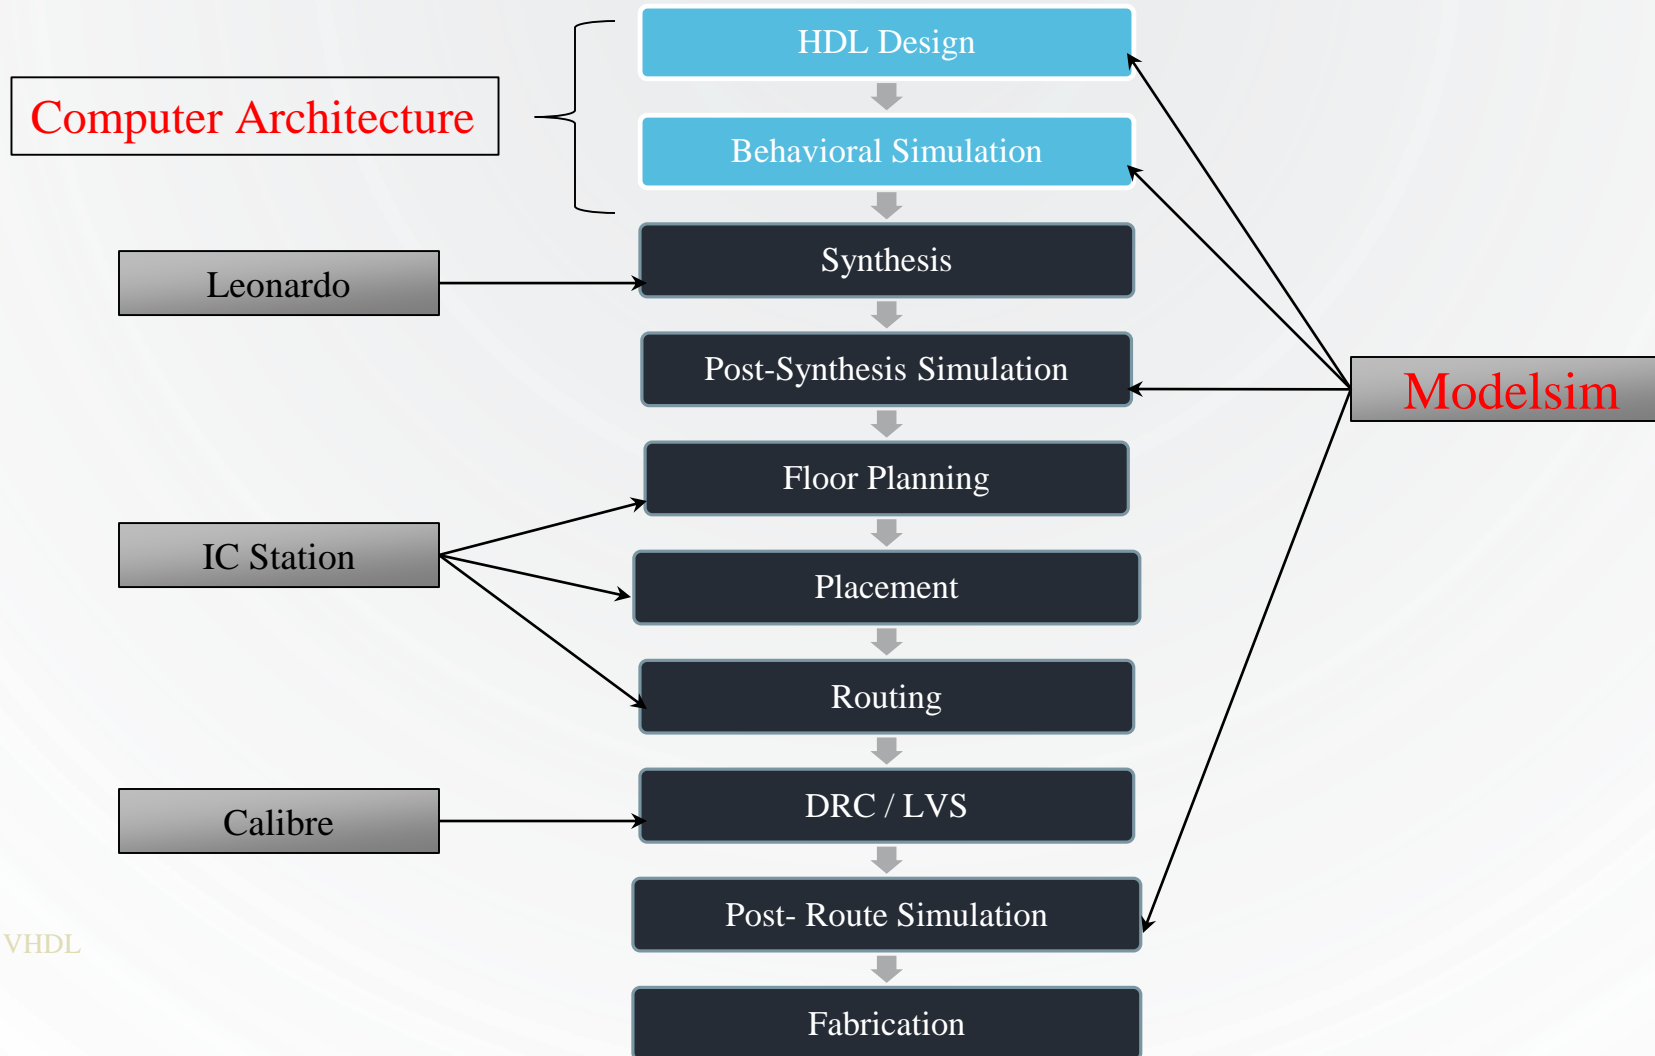 HDL Design
Computer Architecture
Behavioral Simulation
Synthesis
Leonardo
Post-Synthesis Simulation
Modelsim
Floor Planning
IC Station
Placement
Routing
DRC / LVS
Calibre
Post- Route Simulation
VHDL
Fabrication